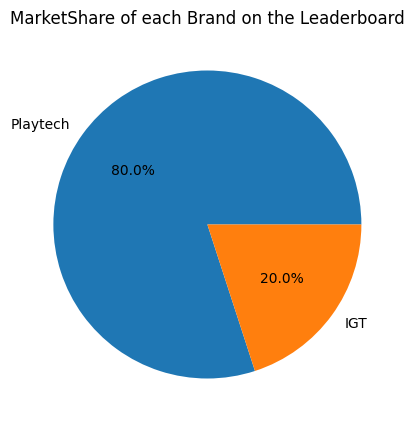 MarketShare of each Brand on the Leaderboard
Playtech
80.0%
20.0%
IGT